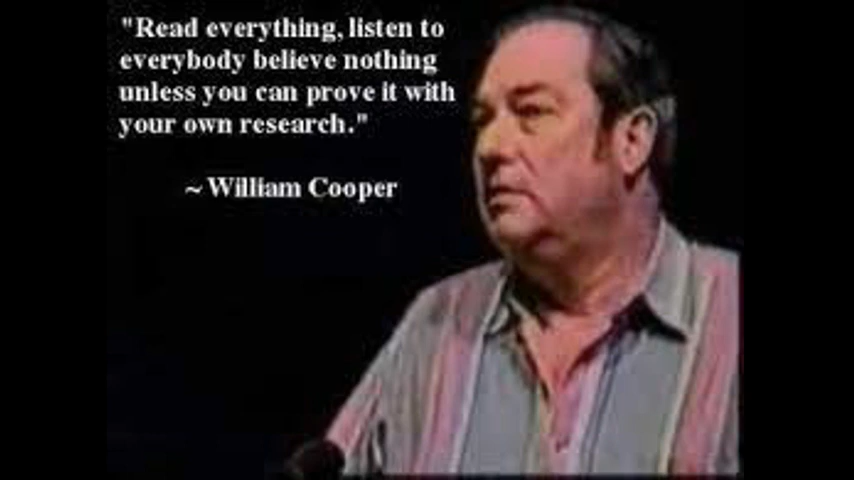 "Read everything, listen to
everybody believe nothing
unless you can prove it with
your own research."
~ William Cooper